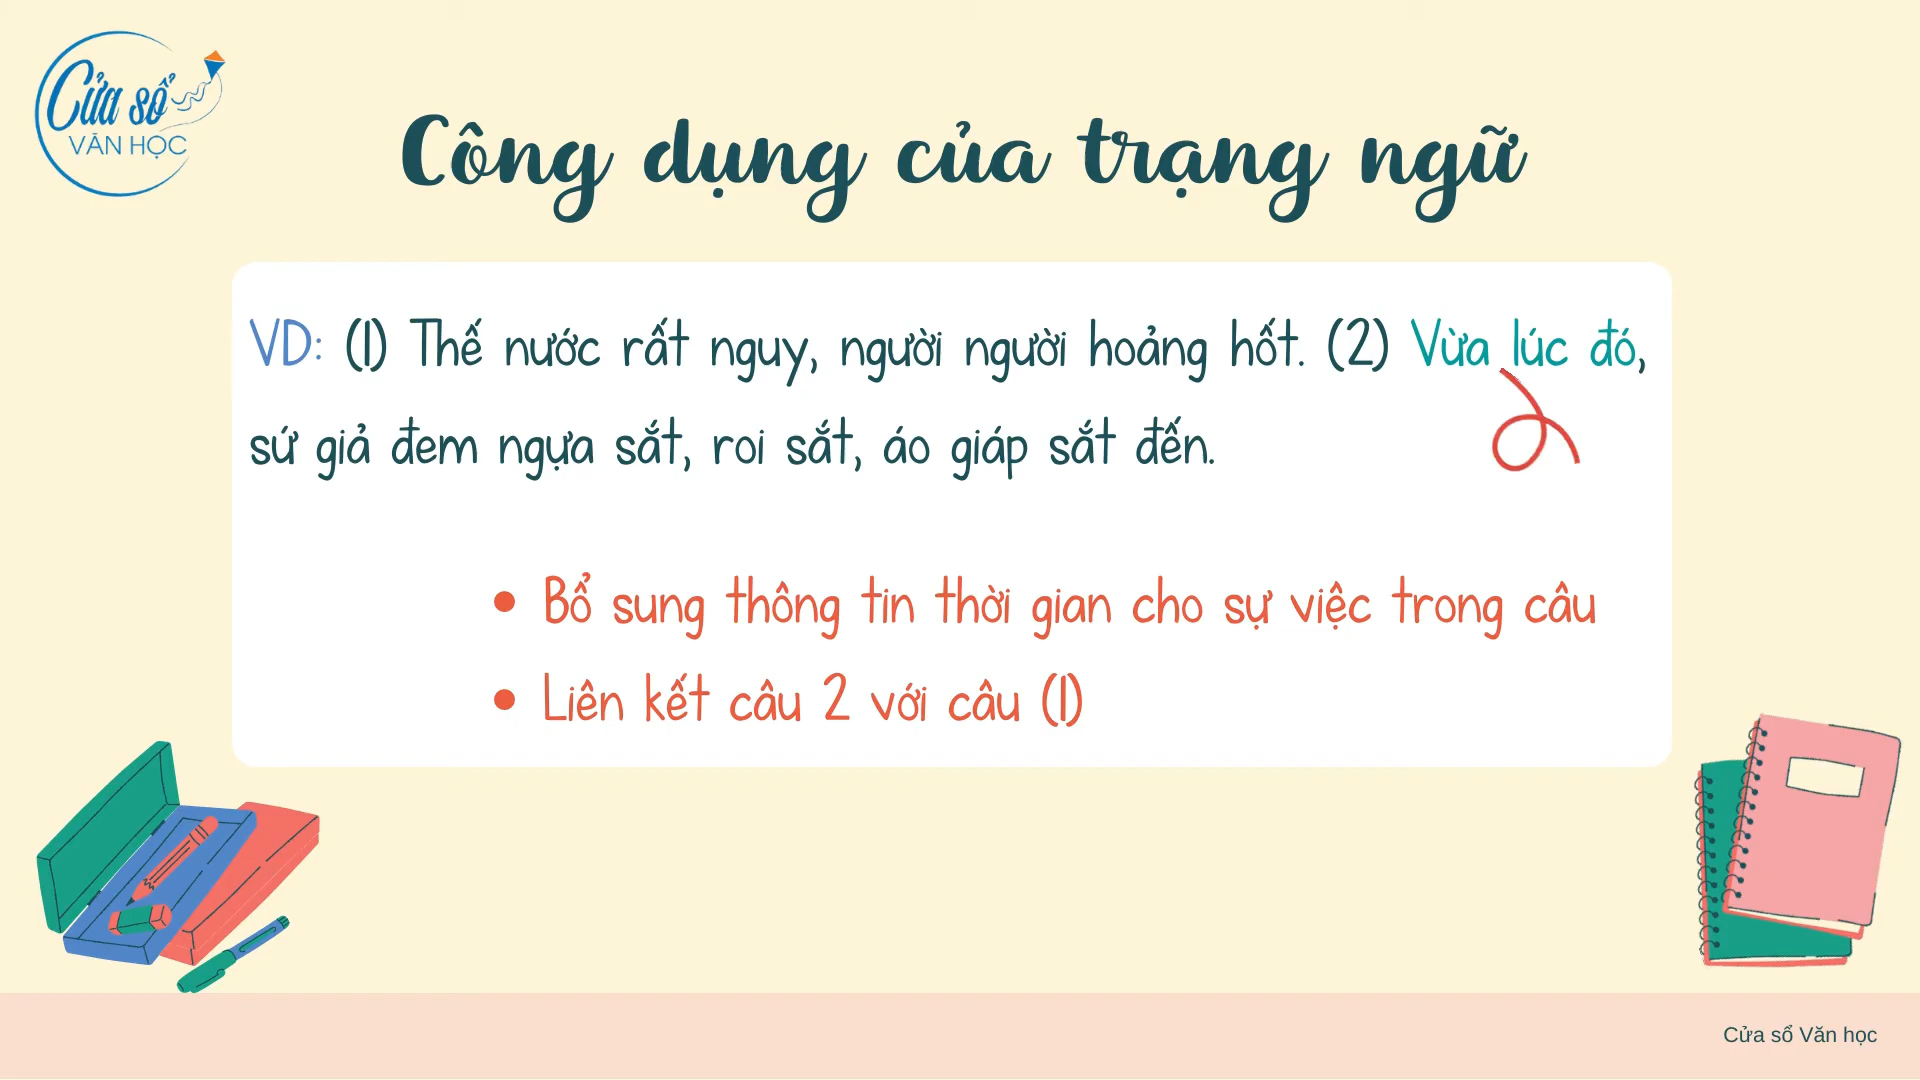 Cửa sổ
VĂN HỌC
Công dụng của trạng ngữ
VD: (1) Thế nước rất nguy, người người hoảng hốt. (2) Vừa lúc đó,
sứ giả đem ngựa sắt, roi sắt, áo giáp sắt đến.
• Bổ sung thông tin thời gian cho sự việc trong câu
• Liên kết câu 2 với câu (1)
Cửa sổ Văn học